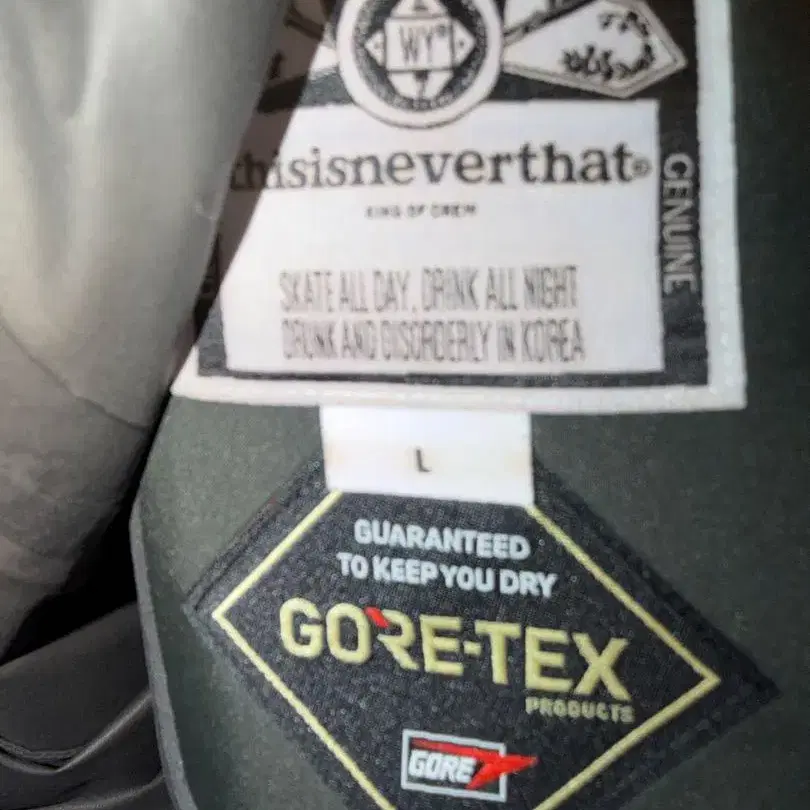 WY®
thisisneverthat®
KING OF CREW
GENUINE
SKATE ALL DAY, DRINK ALL NIGHT
DRUNK AND DISORDERLY IN KOREA
L
GUARANTEED
TO KEEP YOU DRY
GORE-TEX
PRODUCTS
GORE